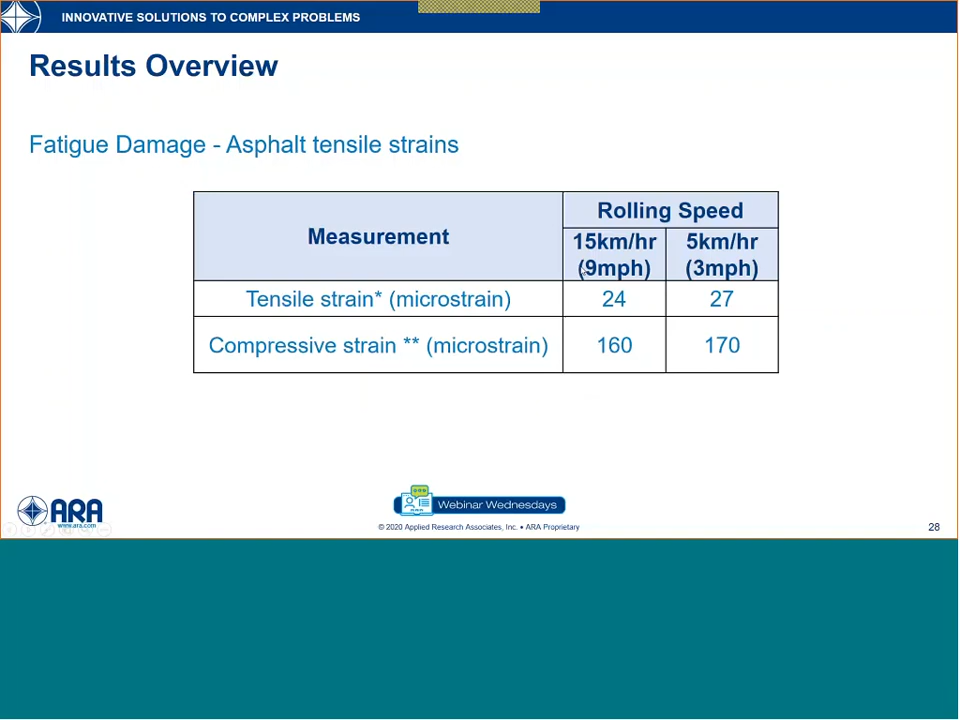 INNOVATIVE SOLUTIONS TO COMPLEX PROBLEMS
Results Overview
Fatigue Damage - Asphalt tensile strains
Measurement
Rolling Speed
15km/hr
(9mph)
5km/hr
(3mph)
Tensile strain* (microstrain)
24
27
Compressive strain ** (microstrain)
160
170
ARA
www.ara.com
Webinar Wednesdays
© 2020 Applied Research Associates, Inc. • ARA Proprietary
28